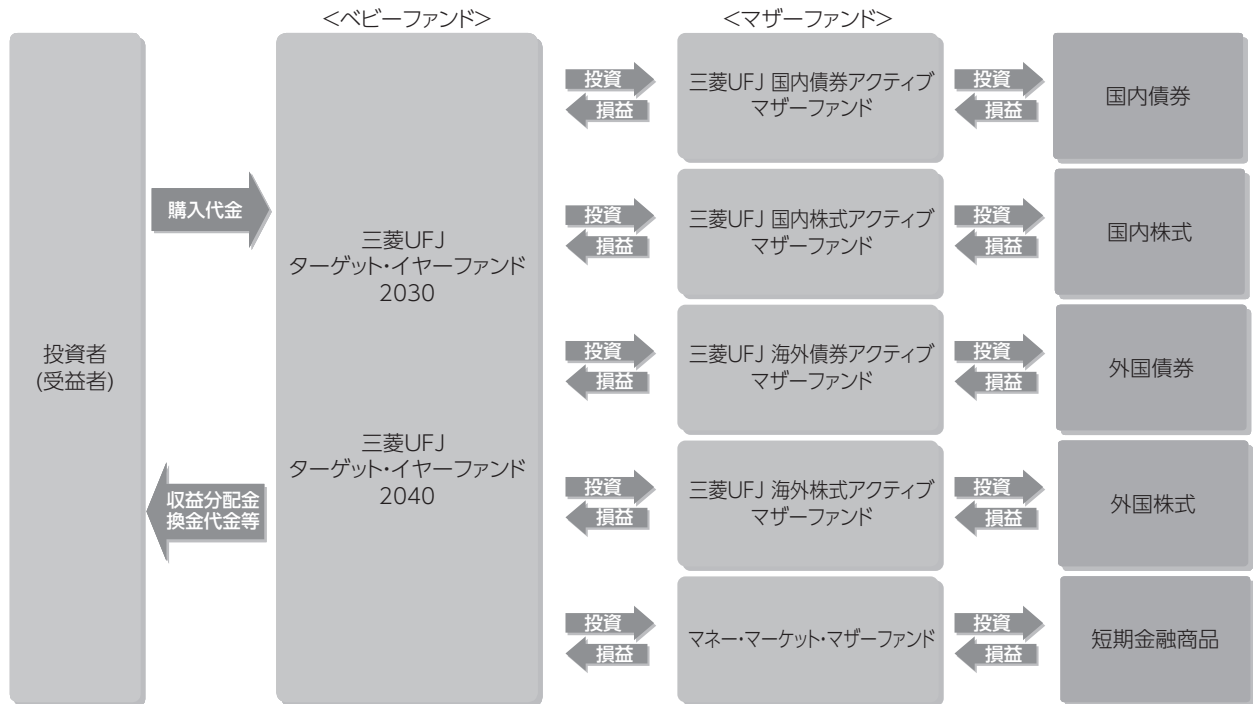 <ベビーファンド>
<マザーファンド>
投資者
(受益者)
購入代金
収益分配金
換金代金等
三菱UFJ
ターゲット・イヤーファンド
2030
三菱UFJ
ターゲット・イヤーファンド
2040
投資
損益
三菱UFJ 国内債券アクティブ
マザーファンド
投資
損益
国内債券
投資
損益
三菱UFJ 国内株式アクティブ
マザーファンド
投資
損益
国内株式
投資
損益
三菱UFJ 海外債券アクティブ
マザーファンド
投資
損益
外国債券
投資
損益
三菱UFJ 海外株式アクティブ
マザーファンド
投資
損益
外国株式
投資
損益
マネー・マーケット・マザーファンド
投資
損益
短期金融商品